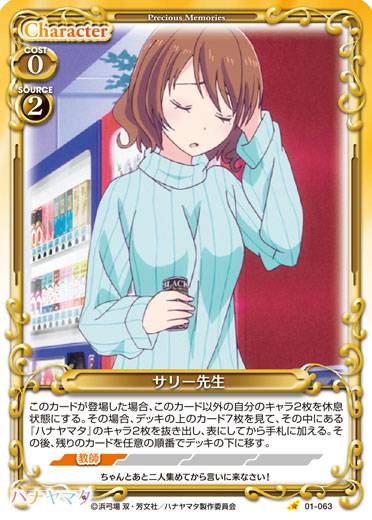 Precious Memories
Character
COST
0
SOURCE
2
BLACK
サリー先生
このカードが登場した場合、このカード以外の自分のキャラ2枚を休息
状態にする。その場合、デッキの上のカード7枚を見て、その中にある
『ハナヤマタ』のキャラ2枚を抜き出し、表にしてから手札に加える。そ
の後、残りのカードを任意の順番でデッキの下に移す。
教師
ちゃんとあと二人集めてから言いに来なさい!
ハナヤマタ
01-063
©浜弓場 双・芳文社/ハナヤマタ製作委員会